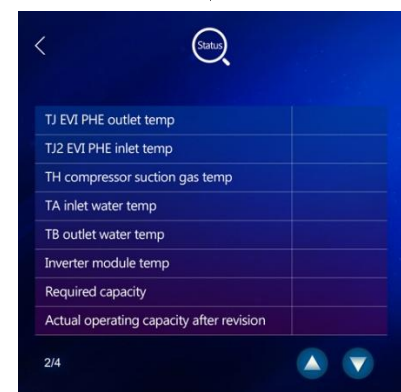 Status
TJ EVI PHE outlet temp
TJ2 EVI PHE inlet temp
TH compressor suction gas temp
TA inlet water temp
TB outlet water temp
Inverter module temp
Required capacity
Actual operating capacity after revision
2/4